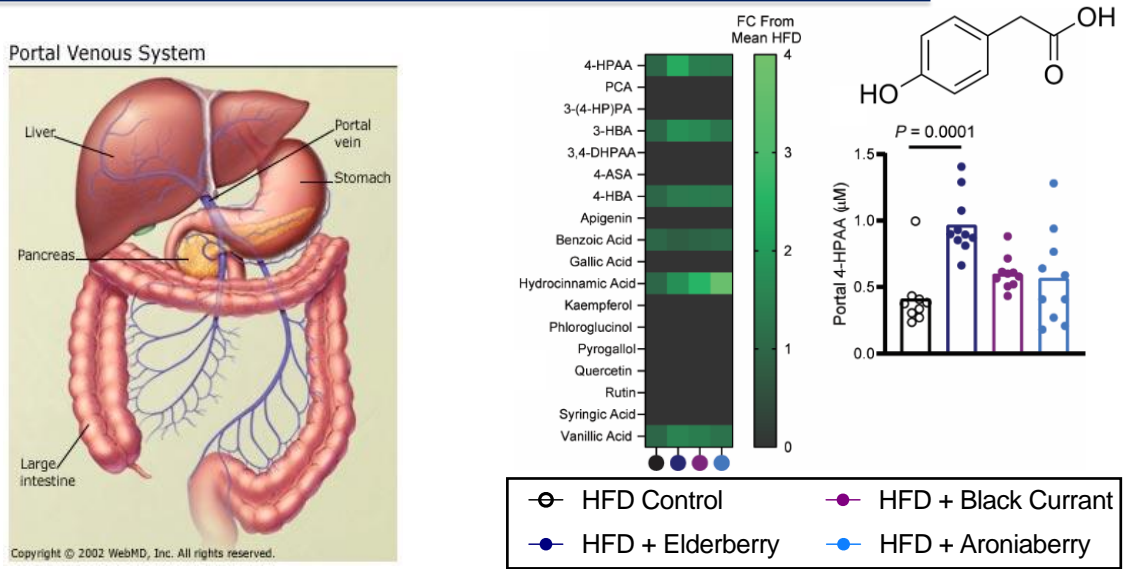 Portal Venous System
Liver
Portal
vein
Stomach
Pancreas
Large
intestine
Copyright © 2002 WebMD, Inc. All rights reserved.
FC From
Mean HFD
4-HPAA
PCA
3-(4-HP)PA
3-HBA
3,4-DHPAA
4-ASA
4-HBA
Apigenin
Benzoic Acid
Gallic Acid
Hydrocinnamic Acid
Kaempferol
Phloroglucinol
Pyrogallol
Quercetin
Rutin
Syringic Acid
Vanillic Acid
4
3
2
1
0
OH
O
HO
P = 0.0001
Portal 4-HPAA (µM)
1.5
1.0
0.5
0.0
HFD Control
HFD + Black Currant
HFD + Elderberry
HFD + Aroniaberry